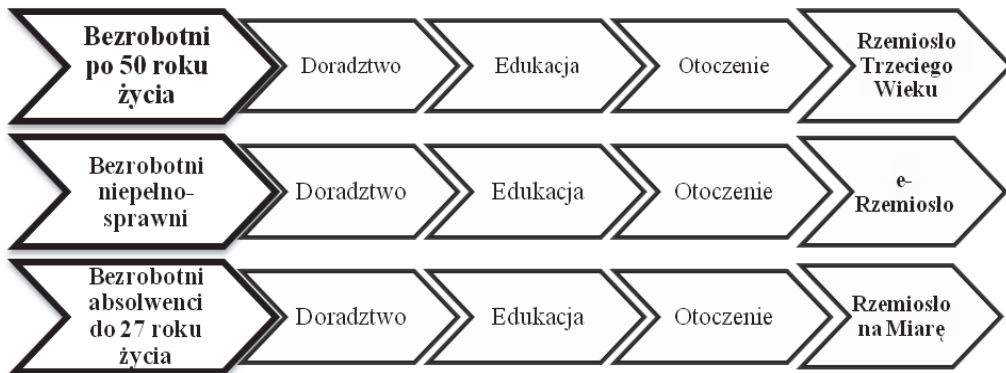 Bezrobotni
po 50 roku
życia
Doradztwo
Edukacja
Otoczenie
Rzemiosło
Trzeciego
Wieku
Bezrobotni
niepełno-
sprawni
Doradztwo
Edukacja
Otoczenie
e-
Rzemiosło
Bezrobotni
absolwenci
do 27 roku
życia
Doradztwo
Edukacja
Otoczenie
Rzemiosło
na Miarę